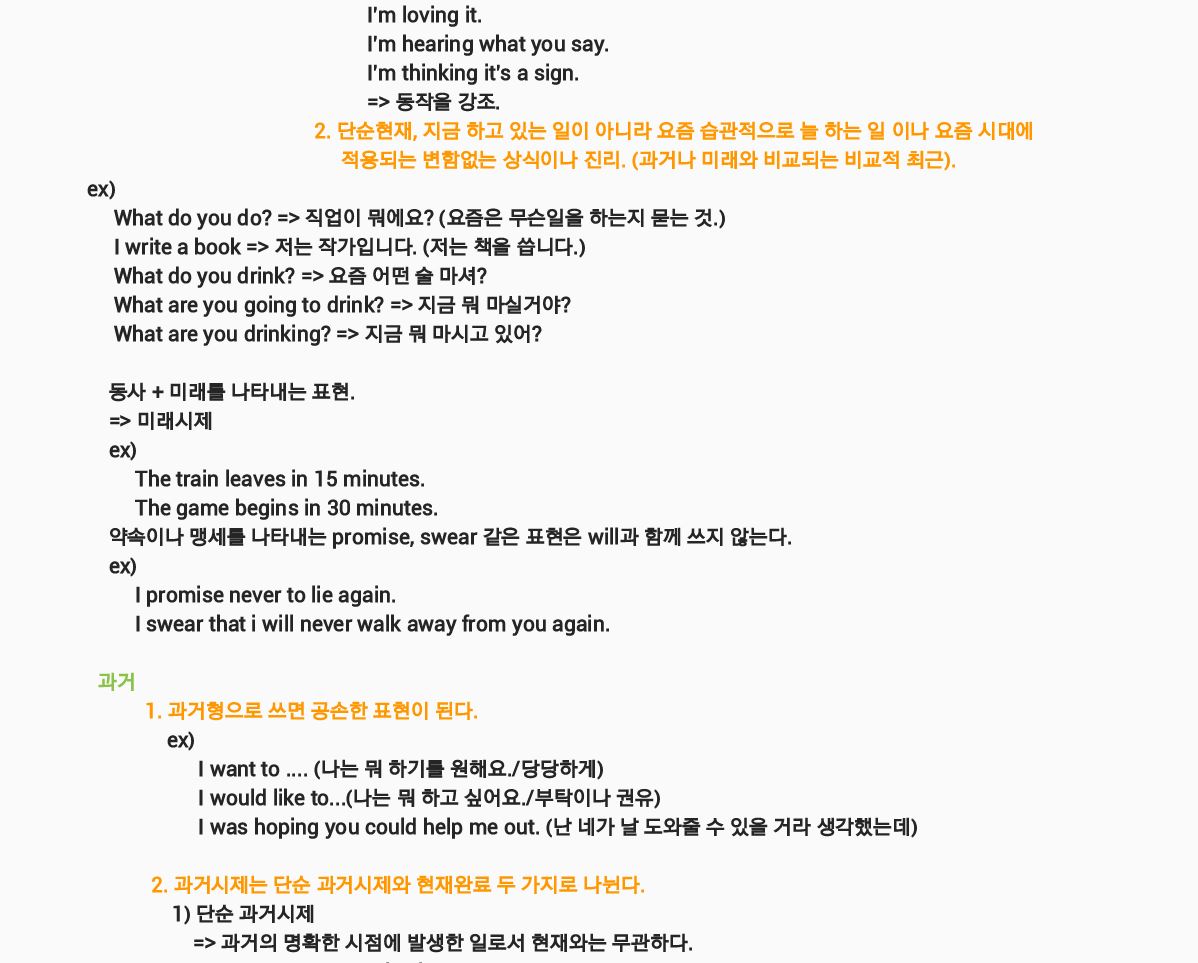 I'm loving it.
I'm hearing what you say.
I'm thinking it's a sign.
=> 동작을 강조.
2. 단순현재, 지금 하고 있는 일이 아니라 요즘 습관적으로 늘 하는 일 이나 요즘 시대에
적용되는 변함없는 상식이나 진리. (과거나 미래와 비교되는 비교적 최근).
ex)
What do you do? => 직업이 뭐에요? (요즘은 무슨일을 하는지 묻는 것.)
I write a book => 저는 작가입니다. (저는 책을 씁니다.)
What do you drink? => 요즘 어떤 술 마셔?
What are you going to drink? => 지금 뭐 마실거야?
What are you drinking? => 지금 뭐 마시고 있어?
동사 + 미래를 나타내는 표현.
=> 미래시제
ex)
The train leaves in 15 minutes.
The game begins in 30 minutes.
약속이나 맹세를 나타내는 promise, swear 같은 표현은 will과 함께 쓰지 않는다.
ex)
I promise never to lie again.
I swear that i will never walk away from you again.
과거
1. 과거형으로 쓰면 공손한 표현이 된다.
ex)
I want to .... (나는 뭐 하기를 원해요./당당하게)
I would like to...(나는 뭐 하고 싶어요./부탁이나 권유)
I was hoping you could help me out. (난 네가 날 도와줄 수 있을 거라 생각했는데)
2. 과거시제는 단순 과거시제와 현재완료 두 가지로 나뉜다.
1) 단순 과거시제
=> 과거의 명확한 시점에 발생한 일로서 현재와는 무관하다.